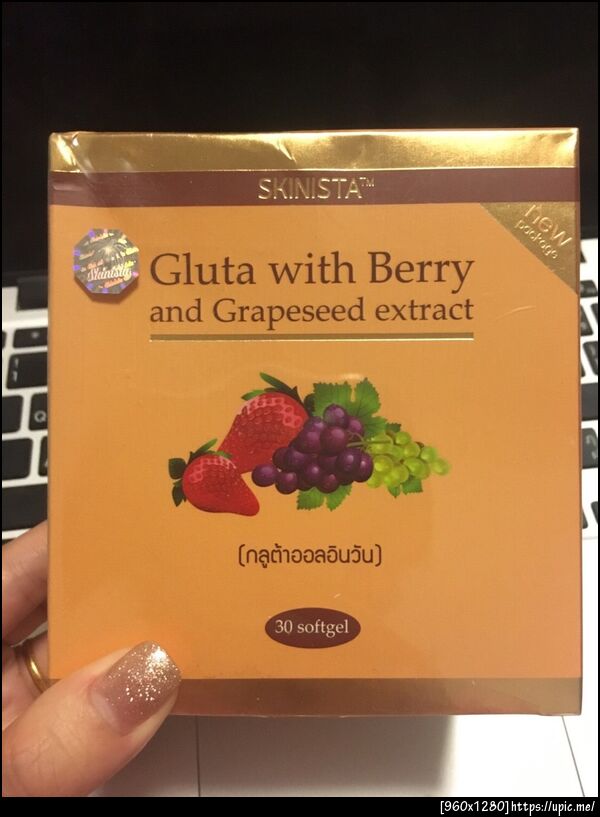 SKINISTA™
new
package
Skinista
Gluta with Berry
and Grapeseed extract
(กลูต้าออลอินวัน)
30 softgel
[960x1280]https://upic.me/